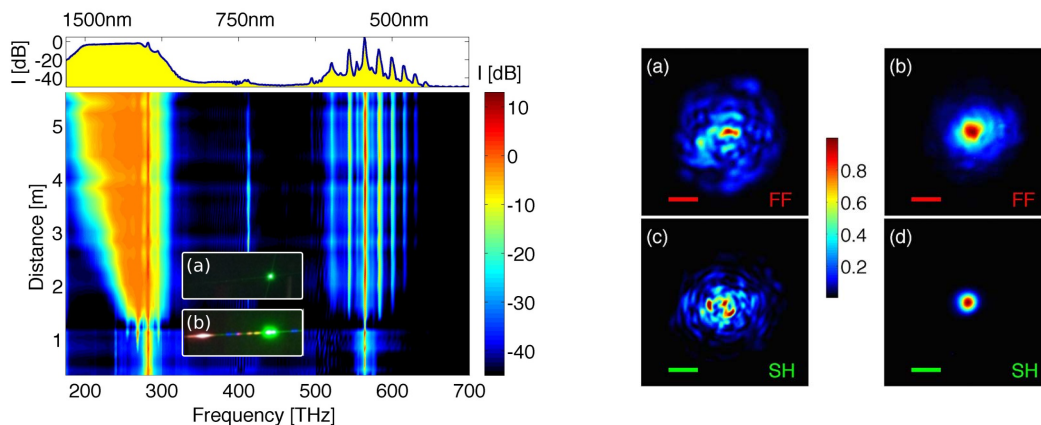 1500nm 750nm 500nm
I [dB]
0
-20
-40
I [dB]
10
0
-10
-20
-30
-40
Distance [m]
5
4
3
2
1
(a)
(b)
200 300 400 500 600 700
Frequency [THz]
(a) FF
(b) FF
(c) SH
(d) SH
0.8
0.6
0.4
0.2